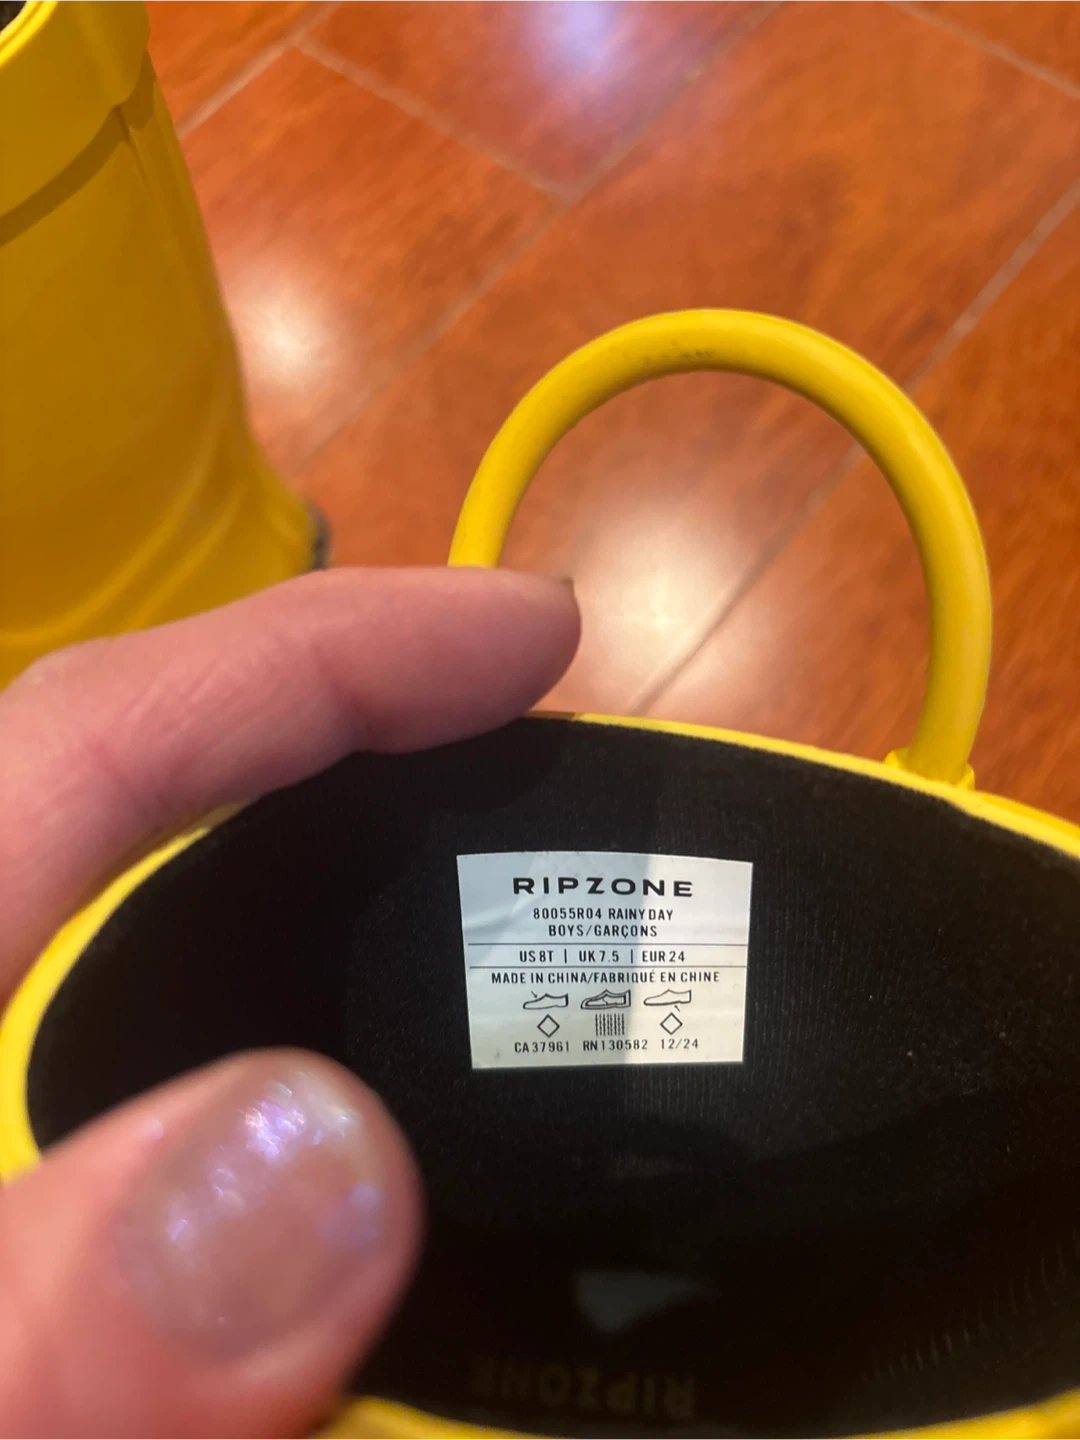 RIPZONE
80055R04 RAINY DAY
BOYS/GARÇONS
US 8T | UK 7.5 | EUR 24
MADE IN CHINA/FABRIQUÉ EN CHINE
CA 37961 RN 130582 12/24
RIPZONE